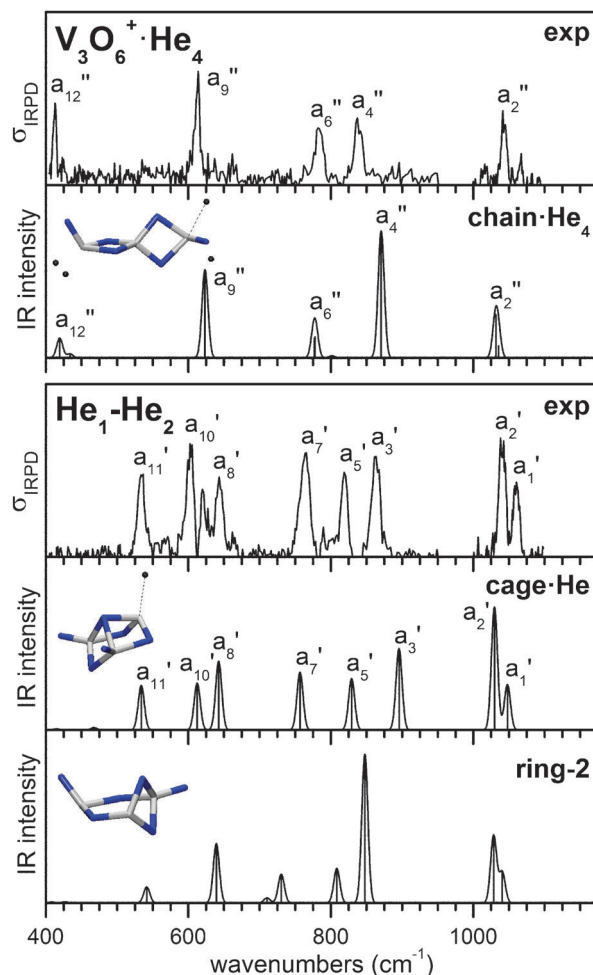 V₃O₆⁺·He₄ exp
a₁₂" a₉" a₆" a₄" a₂"
σIRPD
chain·He₄
a₁₂" a₉" a₆" a₄" a₂"
IR intensity
He₁-He₂ exp
a₁₁' a₁₀' a₈' a₇' a₅' a₃' a₂' a₁'
σIRPD
cage·He
a₁₁' a₁₀' a₈' a₇' a₅' a₃' a₂' a₁'
IR intensity
ring-2
IR intensity
400 600 800 1000
wavenumbers (cm⁻¹)